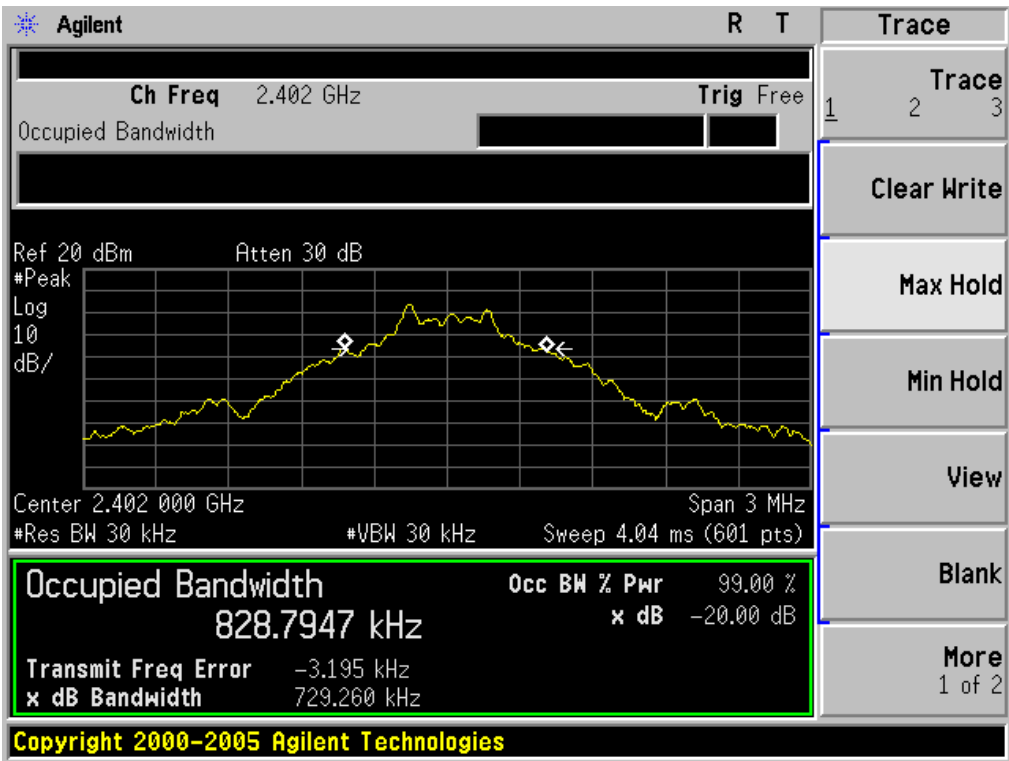 Agilent R T Trace
Ch Freq 2.402 GHz Trig Free
Occupied Bandwidth
Trace
1 2 3
Clear Write
Max Hold
Min Hold
View
Blank
More
1 of 2
Ref 20 dBm Atten 30 dB
#Peak
Log
10
dB/
Center 2.402 000 GHz Span 3 MHz
#Res BW 30 kHz #VBW 30 kHz Sweep 4.04 ms (601 pts)
Occupied Bandwidth Occ BW % Pwr 99.00 %
828.7947 kHz x dB -20.00 dB
Transmit Freq Error -3.195 kHz
x dB Bandwidth 729.260 kHz
Copyright 2000-2005 Agilent Technologies